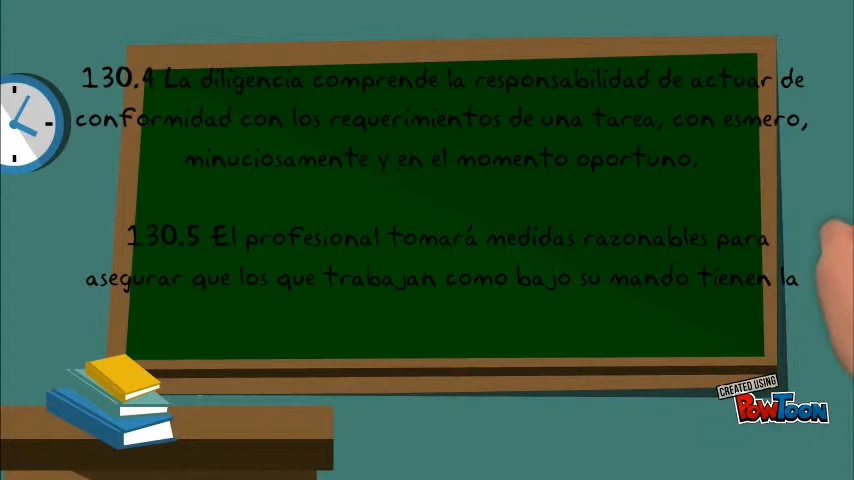 130.4 La diligencia comprende la responsabilidad de actuar de
conformidad con los requerimientos de una tarea, con esmero,
minuciosamente y en el momento oportuno.
130.5 El profesional tomará medidas razonables para
asegurar que los que trabajan como bajo su mando tienen la
CREATED USING
POWTOON